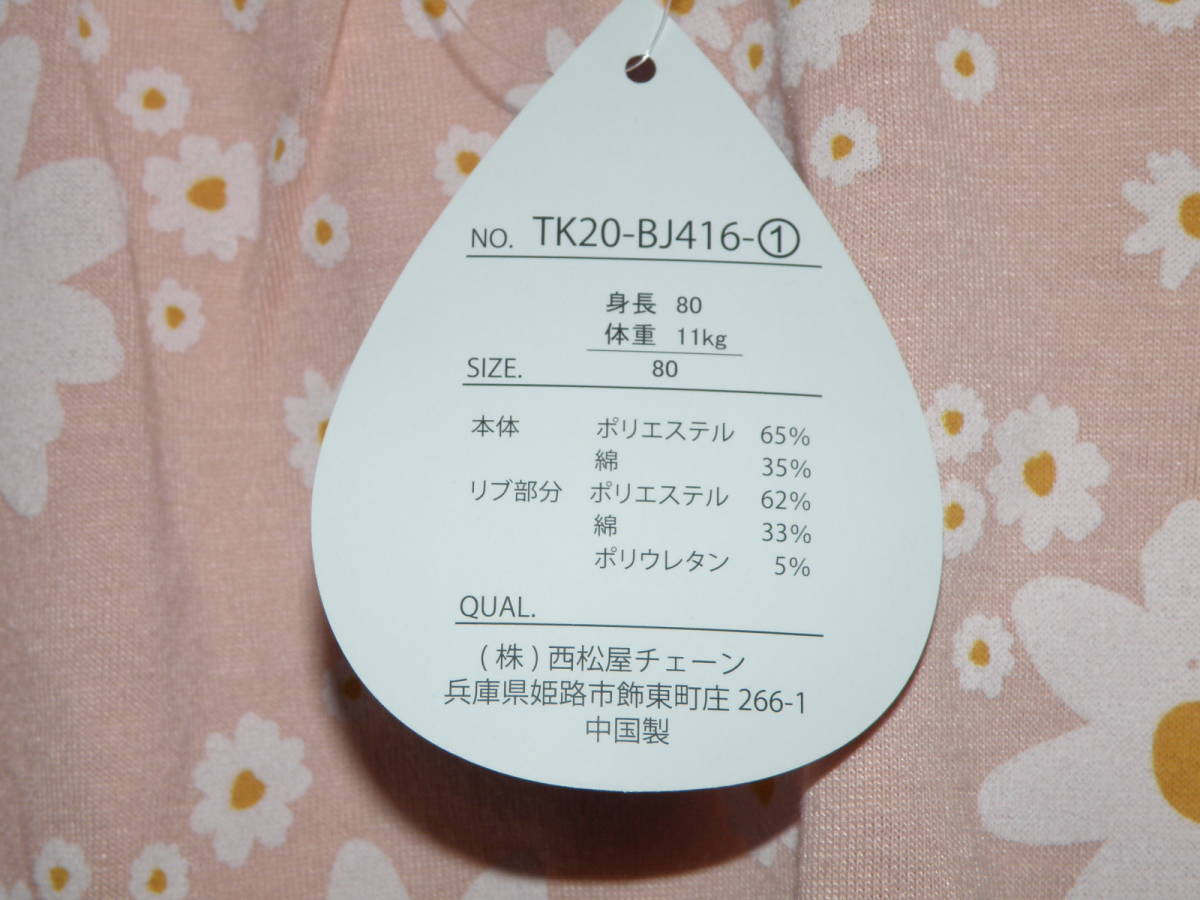 NO. TK20-BJ416-①
身長 80
体重 11kg
SIZE. 80
本体 ポリエステル 65%
綿 35%
リブ部分 ポリエステル 62%
綿 33%
ポリウレタン 5%
QUAL.
(株)西松屋チェーン
兵庫県姫路市飾東町庄 266-1
中国製